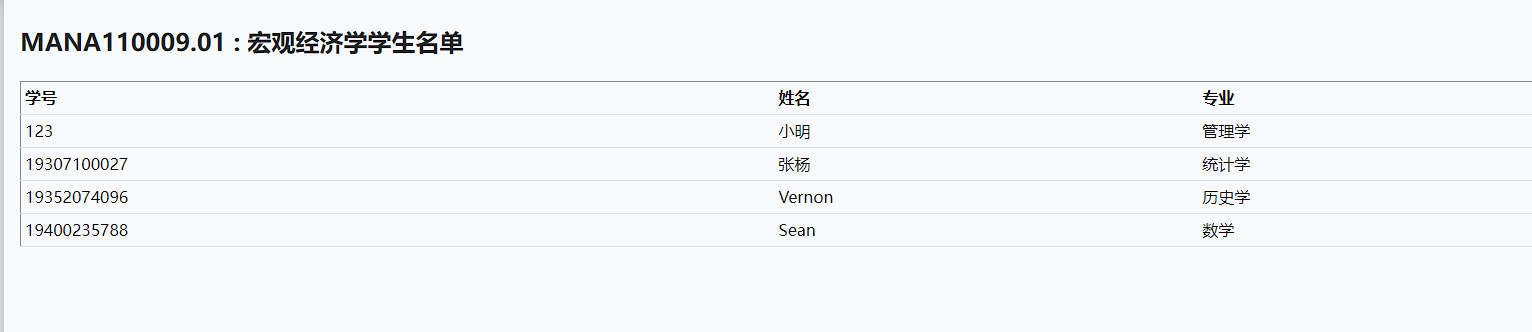 MANA110009.01 : 宏观经济学学生名单
学号 姓名 专业
123 小明 管理学
19307100027 张杨 统计学
19352074096 Vernon 历史学
19400235788 Sean 数学